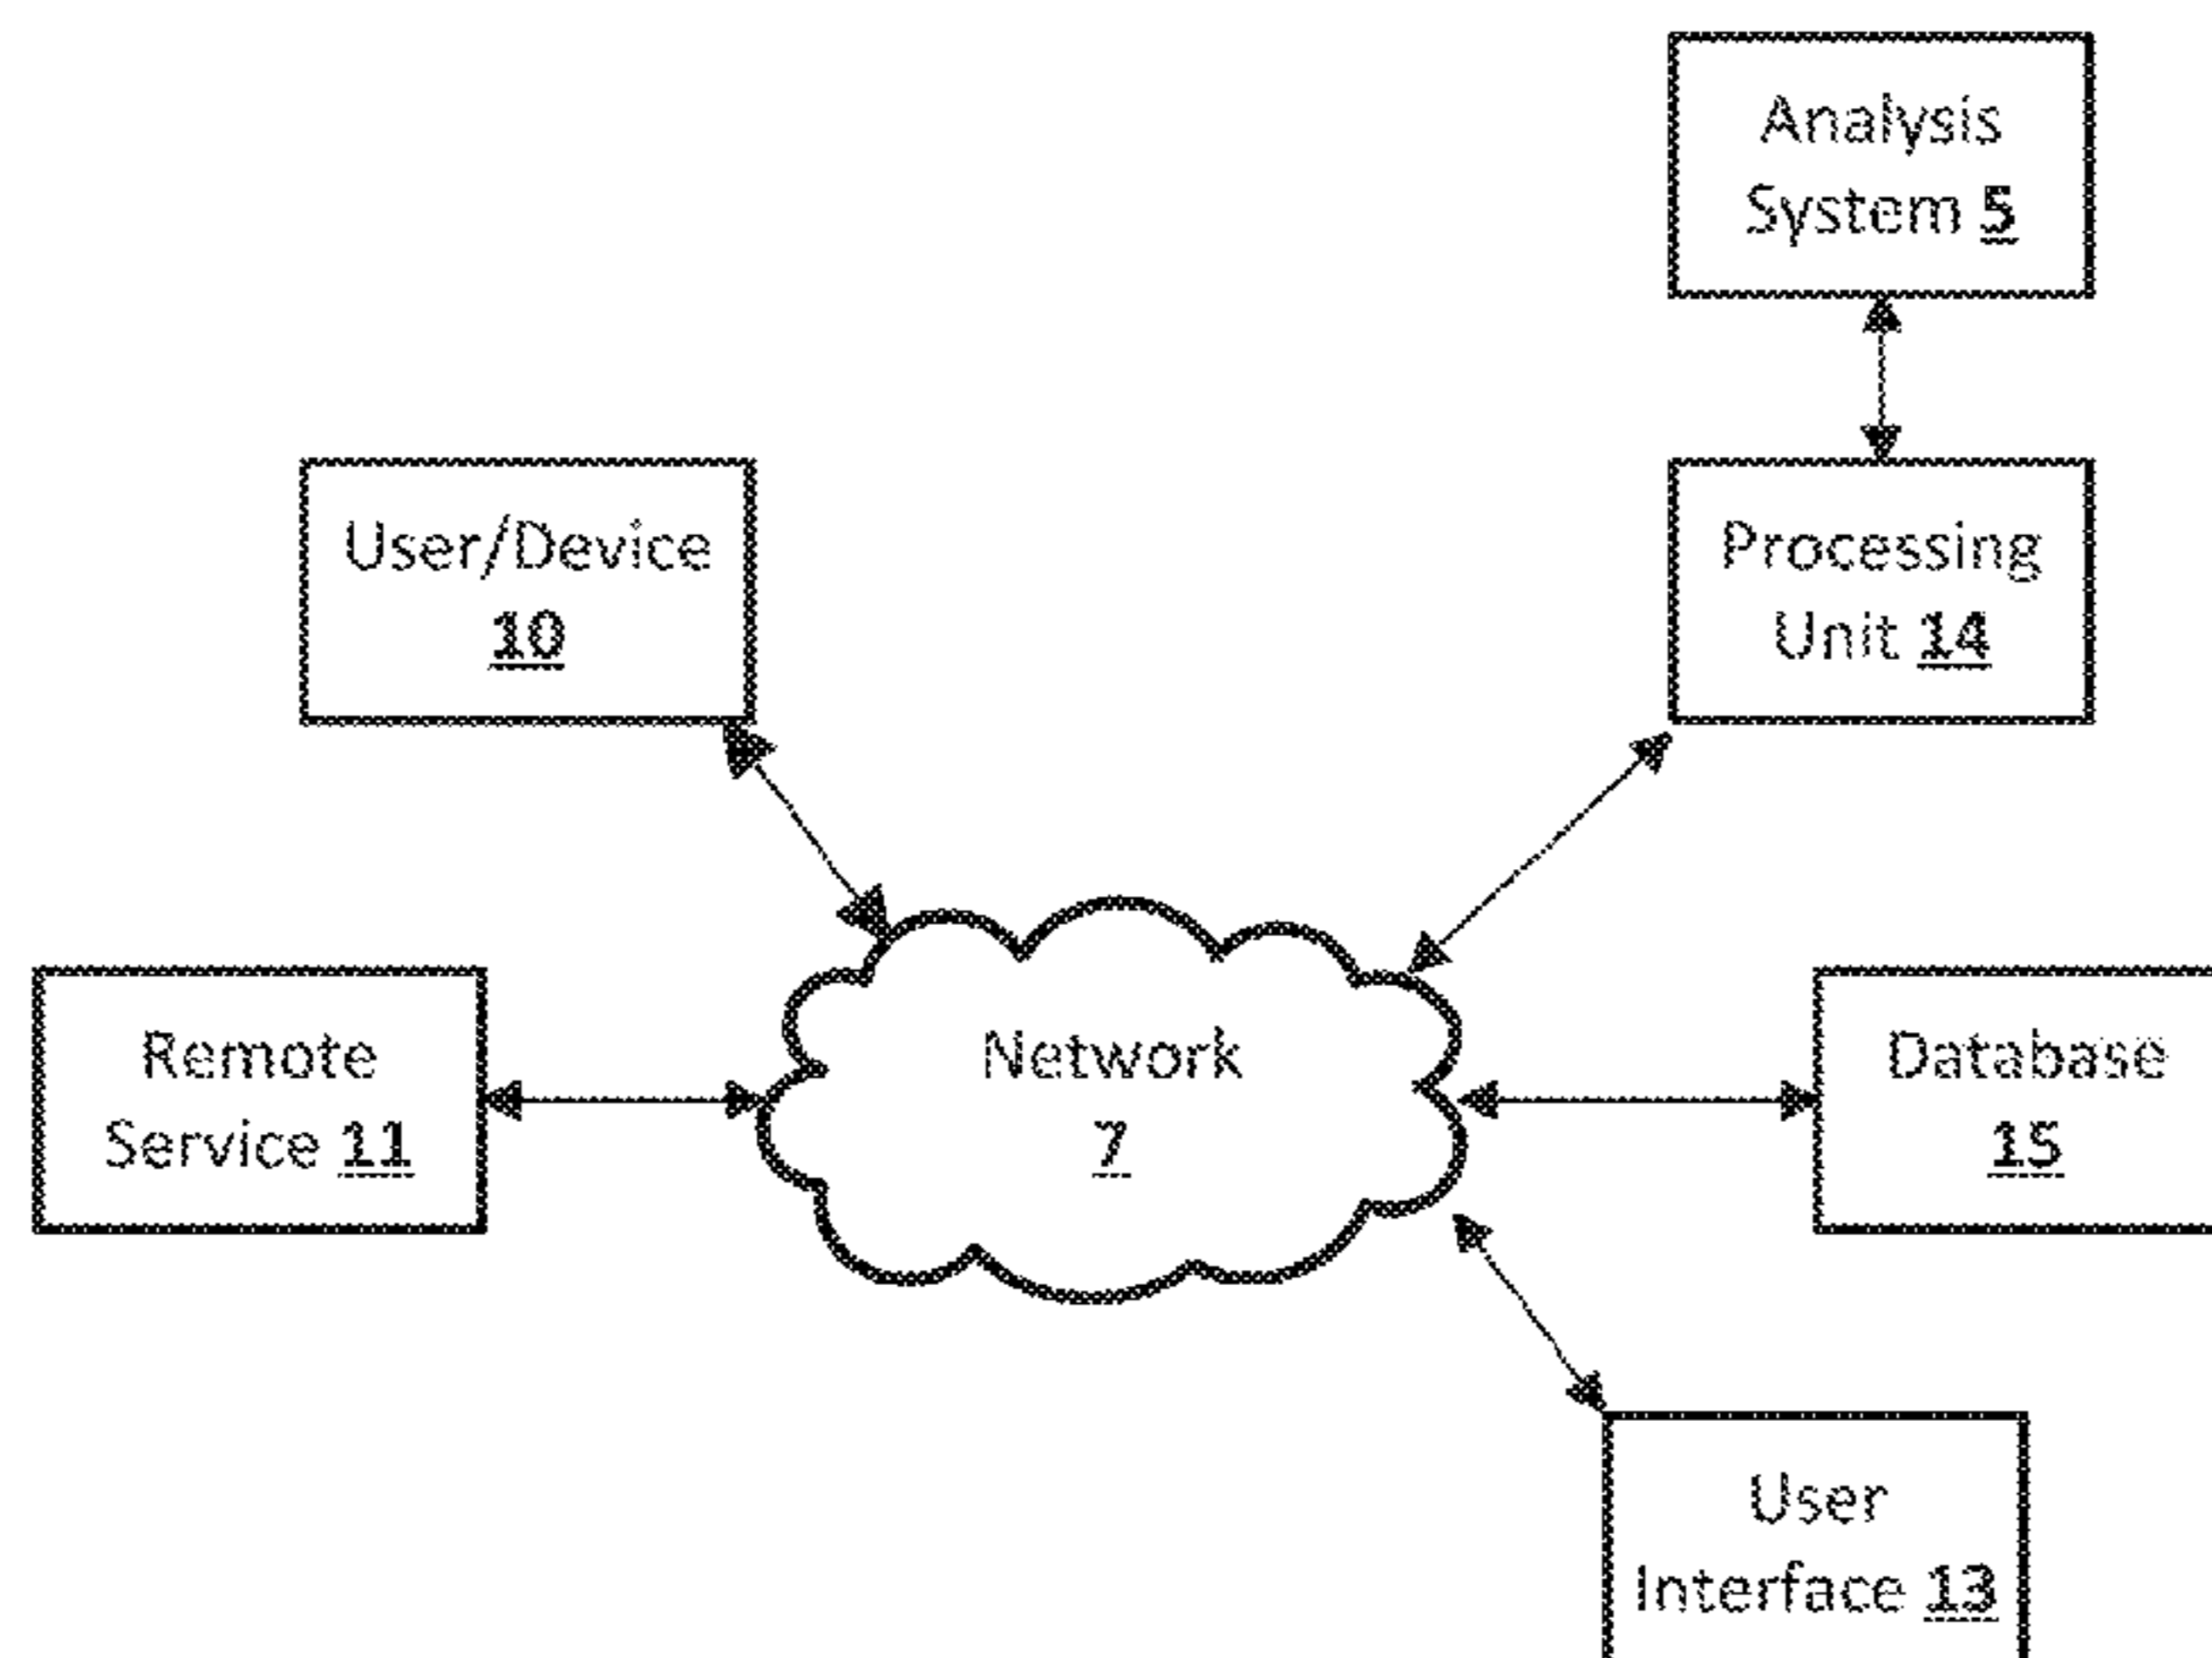 Analysis
System 5
User/Device
10
Processing
Unit 14
Remote
Service 11
Network
7
Database
15
User
Interface 13